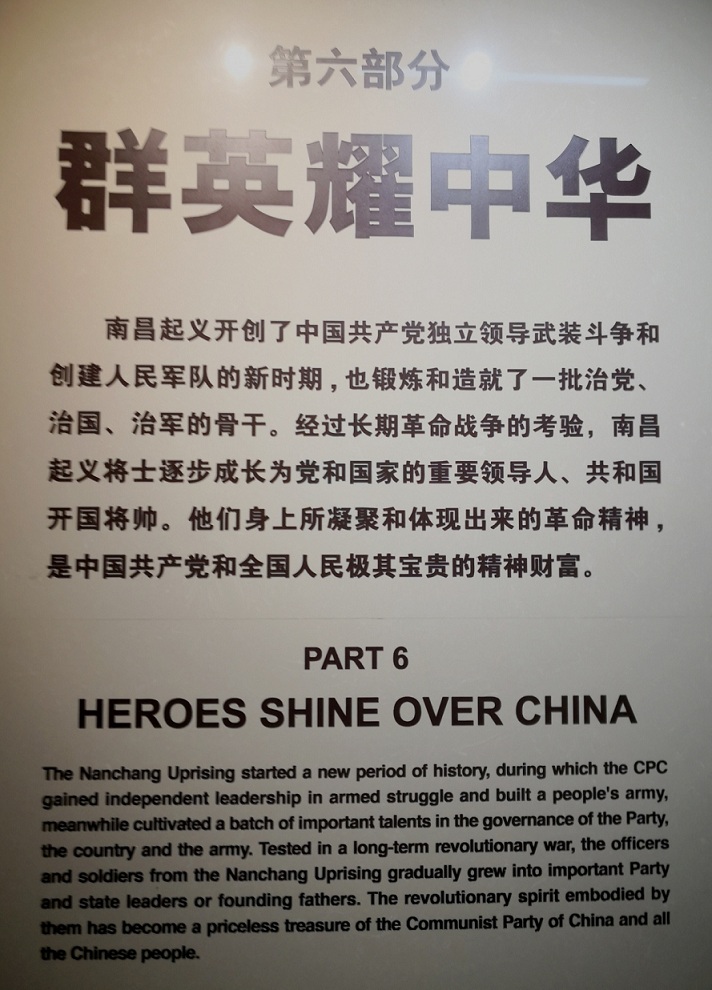 第六部分
群英耀中华
南昌起义开创了中国共产党独立领导武装斗争和
创建人民军队的新时期，也锻炼和造就了一批治党、
治国、治军的骨干。经过长期革命战争的考验，南昌
起义将士逐步成长为党和国家的重要领导人、共和国
开国将帅。他们身上所凝聚和体现出来的革命精神，
是中国共产党和全国人民极其宝贵的精神财富。
PART 6
HEROES SHINE OVER CHINA
The Nanchang Uprising started a new period of history, during which the CPC
gained independent leadership in armed struggle and built a people's army,
meanwhile cultivated a batch of important talents in the governance of the Party,
the country and the army. Tested in a long-term revolutionary war, the officers
and soldiers from the Nanchang Uprising gradually grew into important Party
and state leaders or founding fathers. The revolutionary spirit embodied by
them has become a priceless treasure of the Communist Party of China and all
the Chinese people.